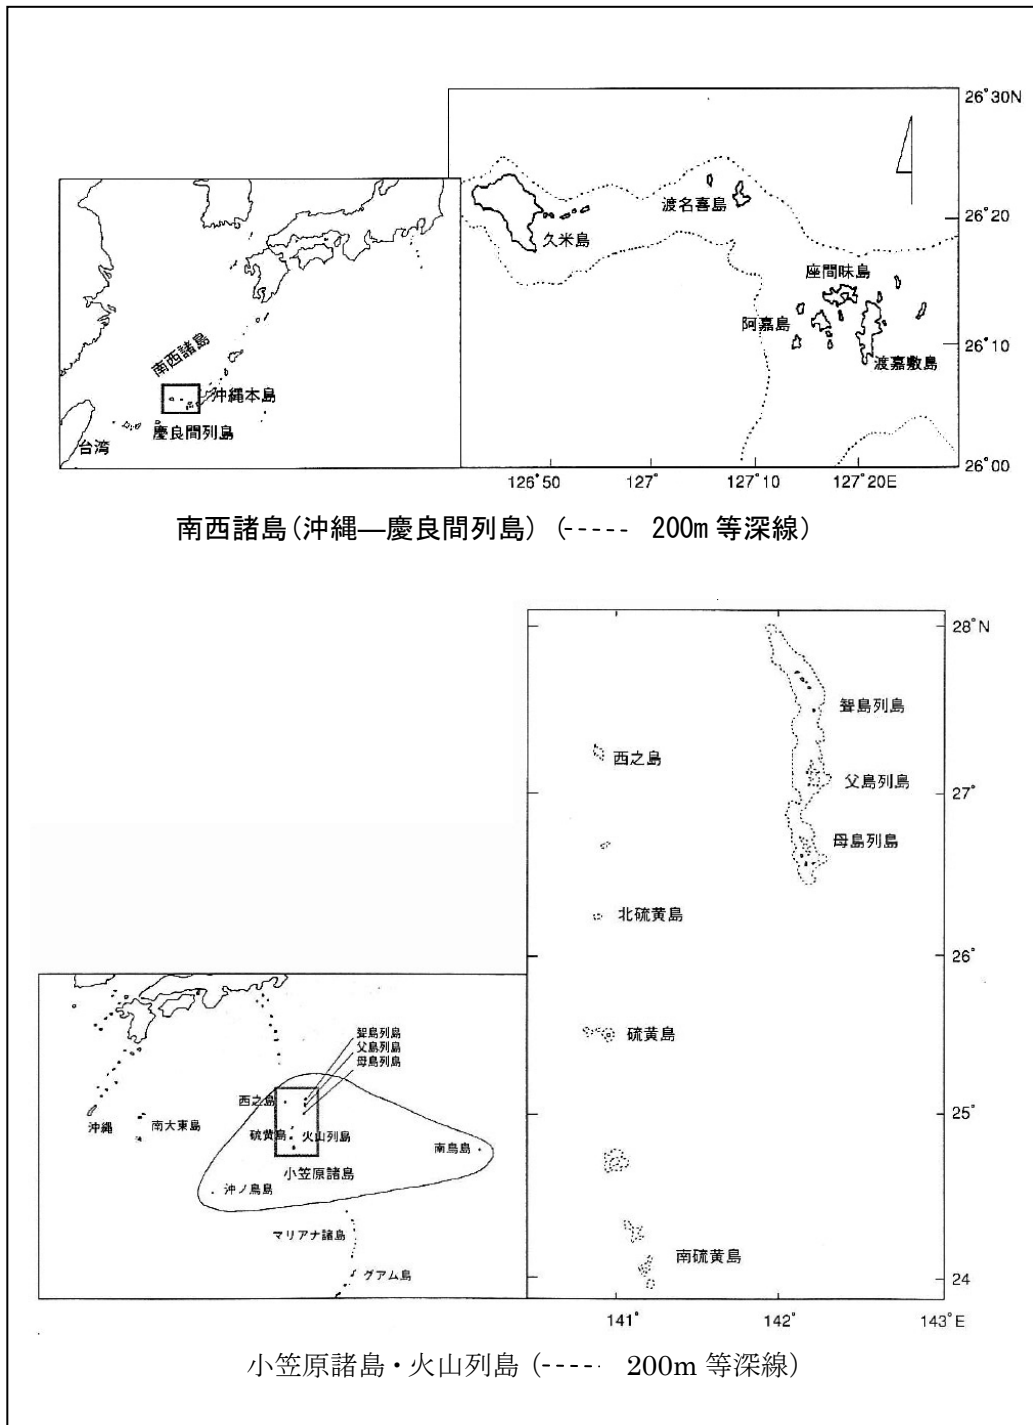 26°30N
渡名喜島
26°20
久米島
座間味島
阿嘉島
26°10
渡嘉敷島
南西諸島
沖縄本島
慶良間列島
台湾
26°00
126°50
127°
127°10
127°20E
南西諸島(沖縄―慶良間列島) (----- 200m 等深線)
28°N
聟島列島
西之島
父島列島
27°
母島列島
北硫黄島
26°
硫黄島
25°
南硫黄島
24
141°
142°
143°E
聟島列島
父島列島
母島列島
西之島
沖縄
南大東島
硫黄島
火山列島
南鳥島
小笠原諸島
沖ノ鳥島
マリアナ諸島
グアム島
小笠原諸島・火山列島 (----- 200m 等深線)